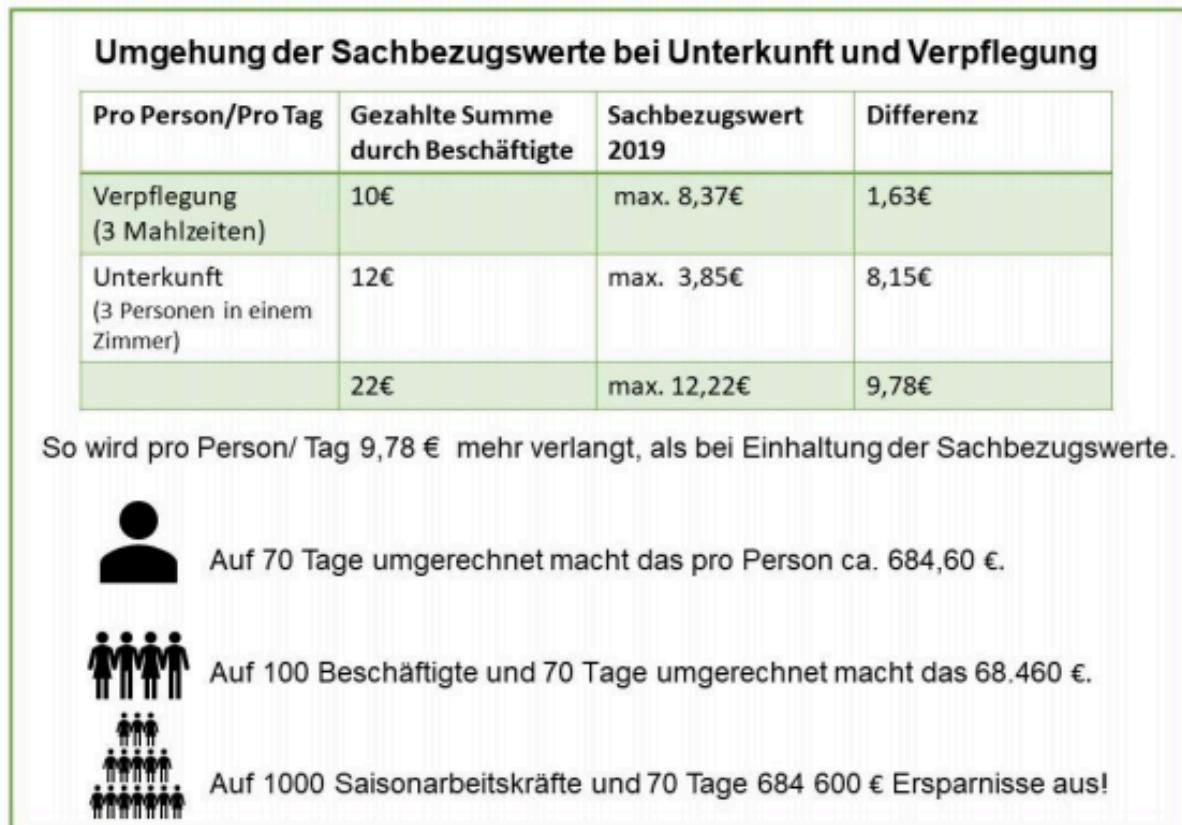 Umgehung der Sachbezugswerte bei Unterkunft und Verpflegung
Pro Person/Pro Tag
Gezahlte Summe
durch Beschäftigte
Sachbezugswert
2019
Differenz
Verpflegung
(3 Mahlzeiten)
10€
max. 8,37€
1,63€
Unterkunft
(3 Personen in einem
Zimmer)
12€
max. 3,85€
8,15€
22€
max. 12,22€
9,78€
So wird pro Person/ Tag 9,78 € mehr verlangt, als bei Einhaltung der Sachbezugswerte.
Auf 70 Tage umgerechnet macht das pro Person ca. 684,60 €.
Auf 100 Beschäftigte und 70 Tage umgerechnet macht das 68.460 €.
Auf 1000 Saisonarbeitskräfte und 70 Tage 684 600 € Ersparnisse aus!